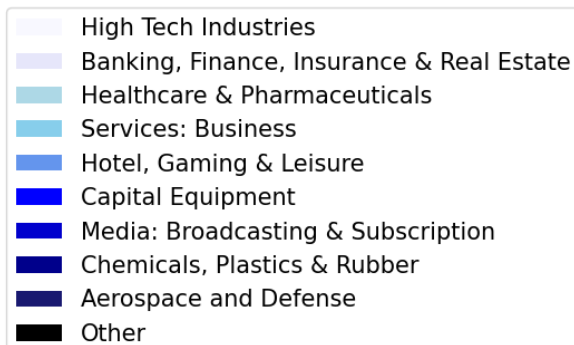 High Tech Industries
Banking, Finance, Insurance & Real Estate
Healthcare & Pharmaceuticals
Services: Business
Hotel, Gaming & Leisure
Capital Equipment
Media: Broadcasting & Subscription
Chemicals, Plastics & Rubber
Aerospace and Defense
Other